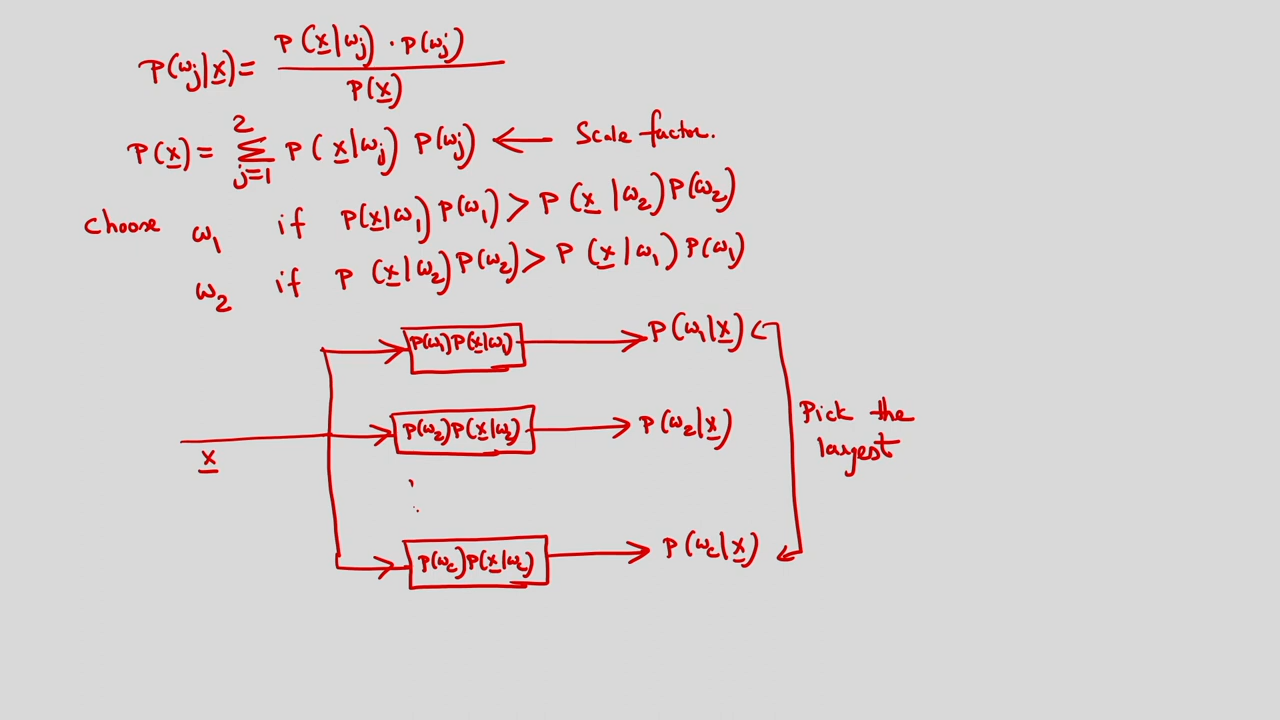 P(ωj|x) = P(x|ωj) · P(ωj) / P(x)
P(x) = Σ_{j=1}^{2} P(x|ωj) P(ωj) ← Scale factor.
Choose ω1 if P(x|ω1) P(ω1) > P(x|ω2) P(ω2)
ω2 if P(x|ω2) P(ω2) > P(x|ω1) P(ω1)
P(ω1)P(x|ω1) → P(ω1|x)
P(ω2)P(x|ω2) → P(ω2|x)
x
Pick the
largest
⋮
P(ωc)P(x|ωc) → P(ωc|x)